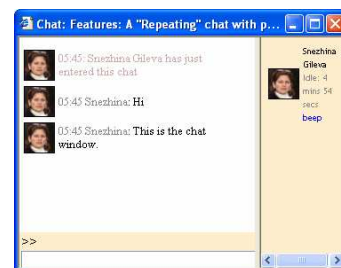 Chat: Features: A "Repeating" chat with p...
05:45: Snezhina Gileva has just
entered this chat
05:45 Snezhina: Hi
05:45 Snezhina: This is the chat
window.
>>
Snezhina
Gileva
Idle: 4
mins 54
secs
beep